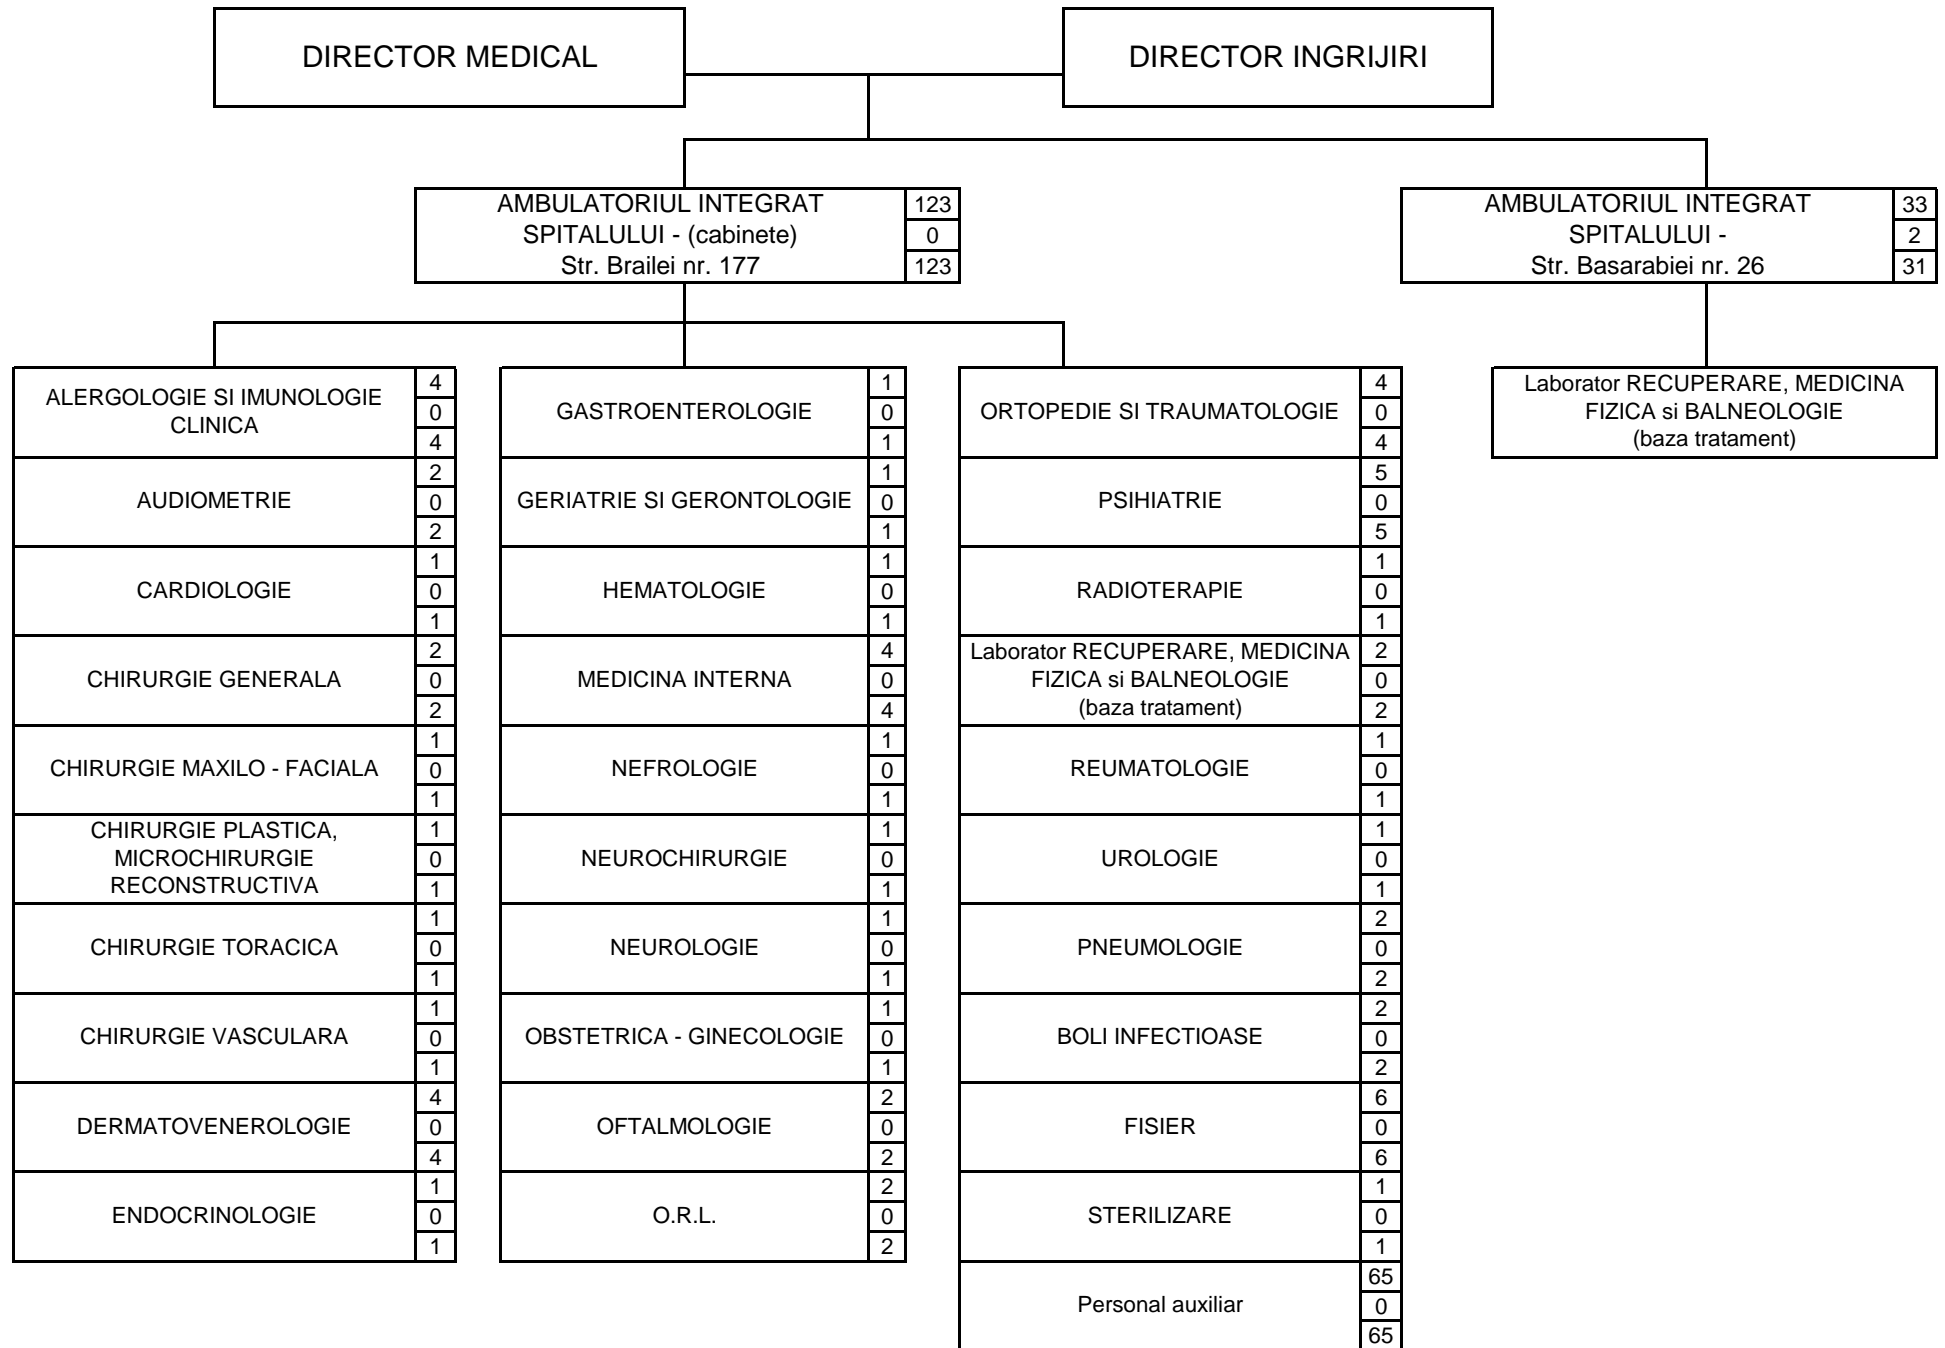 DIRECTOR MEDICAL
DIRECTOR INGRIJIRI
AMBULATORIUL INTEGRAT 123
SPITALULUI - (cabinete) 0
Str. Brailei nr. 177 123
AMBULATORIUL INTEGRAT 33
SPITALULUI - 2
Str. Basarabiei nr. 26 31
ALERGOLOGIE SI IMUNOLOGIE
CLINICA
4
0
4
AUDIOMETRIE
2
0
2
CARDIOLOGIE
1
0
1
CHIRURGIE GENERALA
2
0
2
CHIRURGIE MAXILO - FACIALA
1
0
1
CHIRURGIE PLASTICA,
MICROCHIRURGIE
RECONSTRUCTIVA
1
0
1
CHIRURGIE TORACICA
1
0
1
CHIRURGIE VASCULARA
1
0
1
DERMATOVENEROLOGIE
4
0
4
ENDOCRINOLOGIE
1
0
1
GASTROENTEROLOGIE
1
0
1
GERIATRIE SI GERONTOLOGIE
1
0
1
HEMATOLOGIE
1
0
1
MEDICINA INTERNA
4
0
4
NEFROLOGIE
1
0
1
NEUROCHIRURGIE
1
0
1
NEUROLOGIE
1
0
1
OBSTETRICA - GINECOLOGIE
1
0
1
OFTALMOLOGIE
2
0
2
O.R.L.
2
0
2
ORTOPEDIE SI TRAUMATOLOGIE
4
0
4
PSIHIATRIE
5
0
5
RADIOTERAPIE
1
0
1
Laborator RECUPERARE, MEDICINA
FIZICA si BALNEOLOGIE
(baza tratament)
2
0
2
REUMATOLOGIE
1
0
1
UROLOGIE
1
0
1
PNEUMOLOGIE
2
0
2
BOLI INFECTIOASE
2
0
2
FISIER
6
0
6
STERILIZARE
1
0
1
Personal auxiliar
65
0
65
Laborator RECUPERARE, MEDICINA
FIZICA si BALNEOLOGIE
(baza tratament)